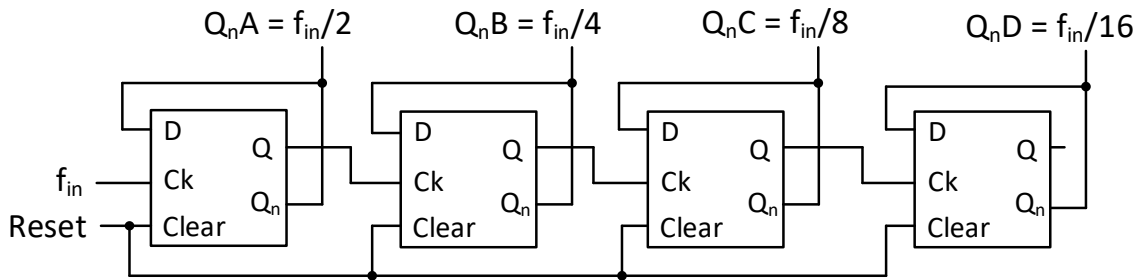 QnA = fin/2
QnB = fin/4
QnC = fin/8
QnD = fin/16
D
Q
Ck
Qn
Clear
D
Q
Ck
Qn
Clear
D
Q
Ck
Qn
Clear
D
Q
Ck
Qn
Clear
fin
Reset